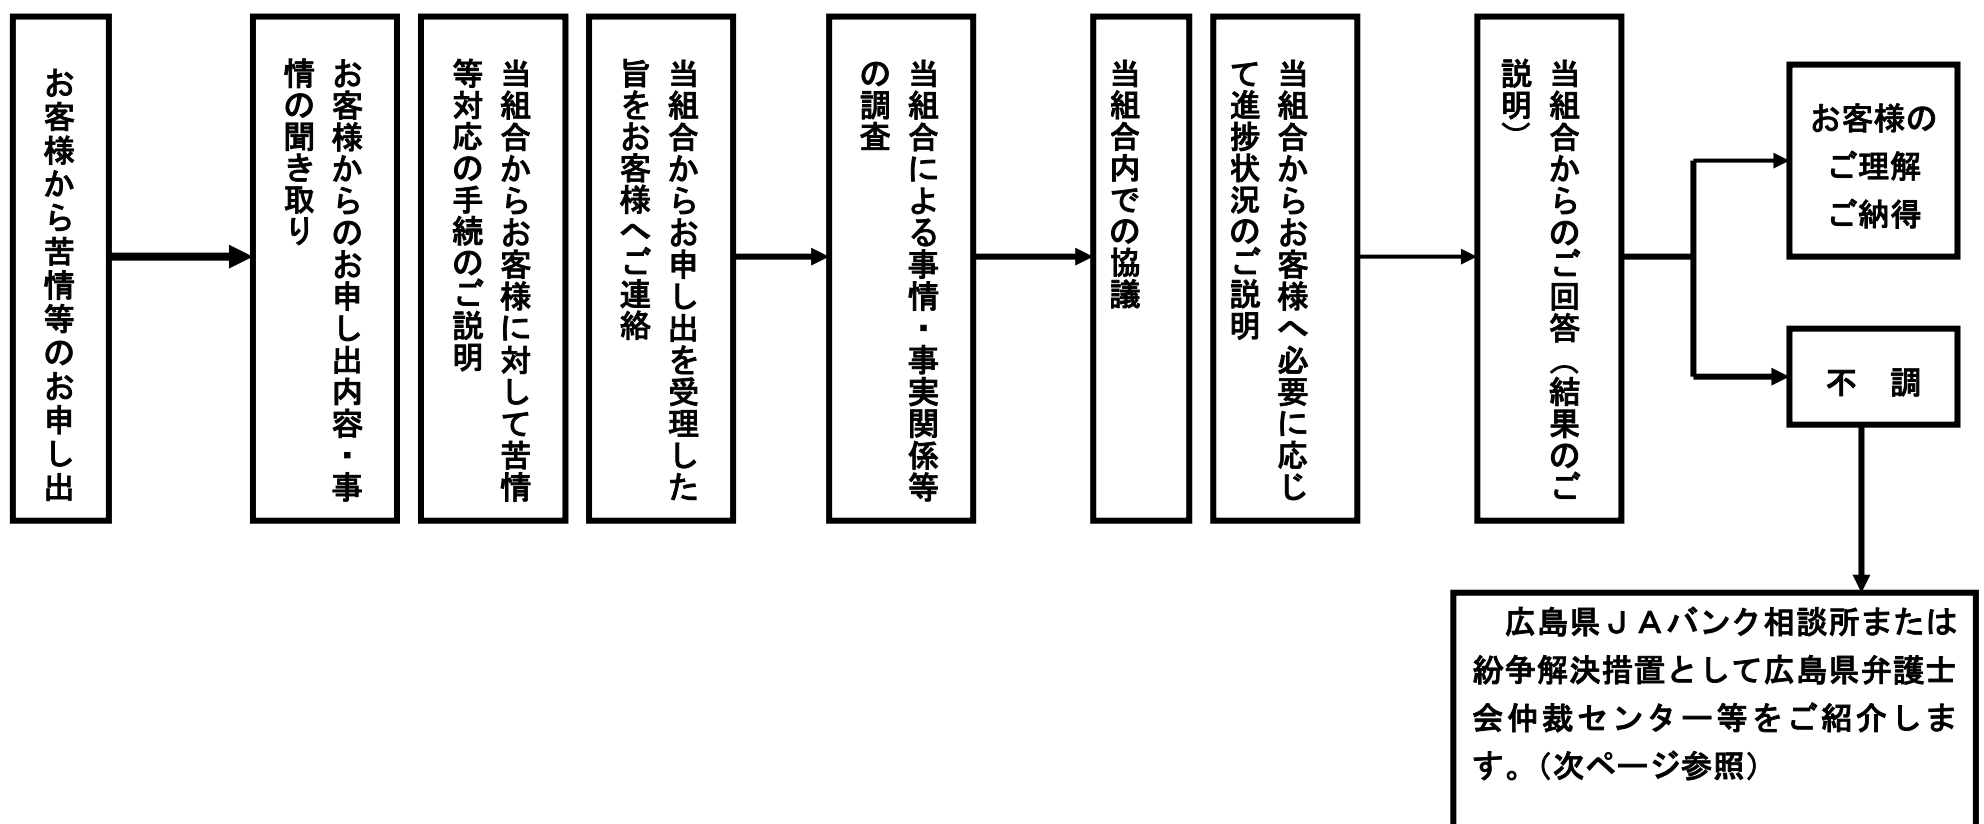 お客様から苦情等のお申し出
お客様からのお申し出内容・事
情の聞き取り
当組合からお客様に対して苦情
等対応の手続のご説明
当組合からお申し出を受理した
旨をお客様へご連絡
当組合による事情・事実関係等
の調査
当組合内での協議
当組合からお客様へ必要に応じ
て進捗状況のご説明
当組合からのご回答（結果のご
説明）
お客様の
ご理解
ご納得
不　調
広島県ＪＡバンク相談所または
紛争解決措置として広島県弁護士
会仲裁センター等をご紹介しま
す。（次ページ参照）